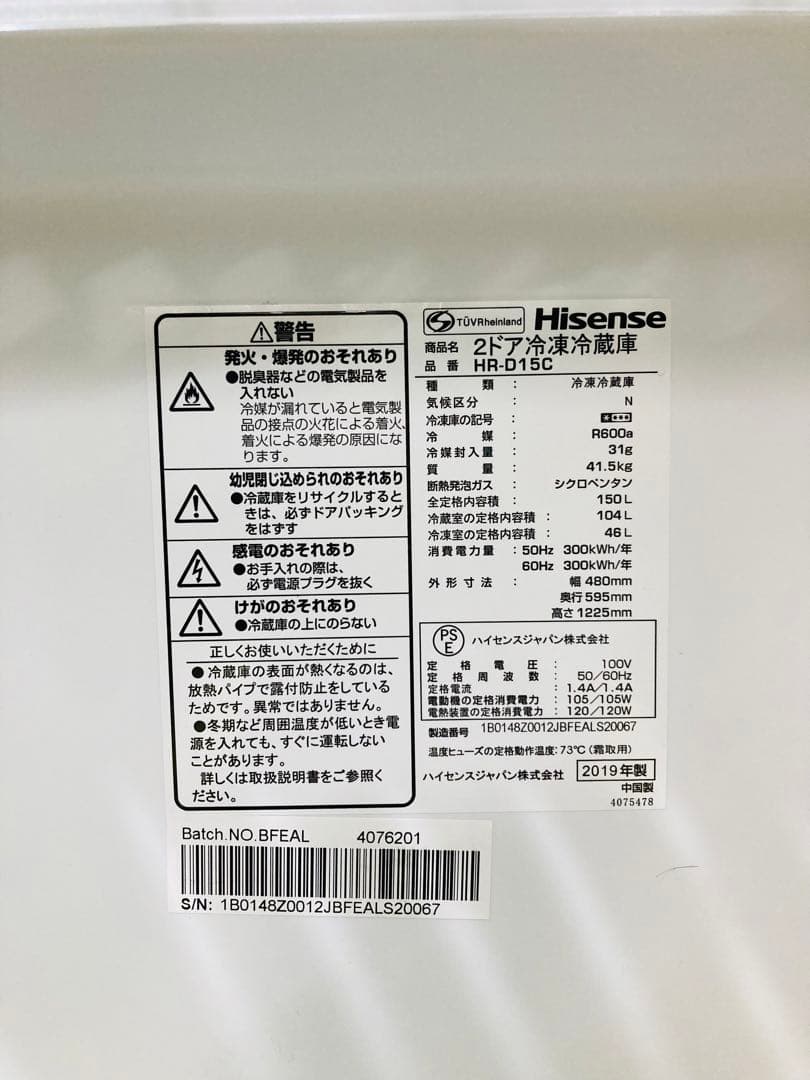 警告
発火・爆発のおそれあり
●脱臭器などの電気製品を
入れない
冷媒が漏れていると電気製
品の接点の火花による着火、
着火による爆発の原因にな
ります。
幼児閉じ込められのおそれあり
●冷蔵庫をリサイクルすると
きは、必ずドアパッキング
をはずす
感電のおそれあり
●お手入れの際は、
必ず電源プラグを抜く
けがのおそれあり
●冷蔵庫の上にのらない
正しくお使いいただくために
●冷蔵庫の表面が熱くなるのは、
放熱パイプで露付防止をしている
ためです。異常ではありません。
●冬期など周囲温度が低いとき電
源を入れても、すぐに運転しない
ことがあります。
詳しくは取扱説明書をご参照く
ださい。
TÜVRheinland Hisense
商品名 2ドア冷凍冷蔵庫
品番 HR-D15C
種類 : 冷凍冷蔵庫
気候区分 : N
冷凍庫の記号 :
冷媒 : R600a
冷媒封入量 : 31g
質量 : 41.5kg
断熱発泡ガス : シクロペンタン
全定格内容積 : 150L
冷蔵室の定格内容積 : 104L
冷凍室の定格内容積 : 46L
消費電力量 : 50Hz 300kWh/年
60Hz 300kWh/年
外形寸法 : 幅 480mm
奥行 595mm
高さ 1225mm
PSE ハイセンスジャパン株式会社
定格電圧 : 100V
定格周波数 : 50/60Hz
定格電流 : 1.4A/1.4A
電動機の定格消費電力 : 105/105W
電熱装置の定格消費電力 : 120/120W
製造番号 1B0148Z0012JBFEALS20067
温度ヒューズの定格動作温度:73℃(霜取用)
ハイセンスジャパン株式会社 2019年製
中国製
4075478
Batch.NO.BFEAL 4076201
S/N: 1B0148Z0012JBFEALS20067